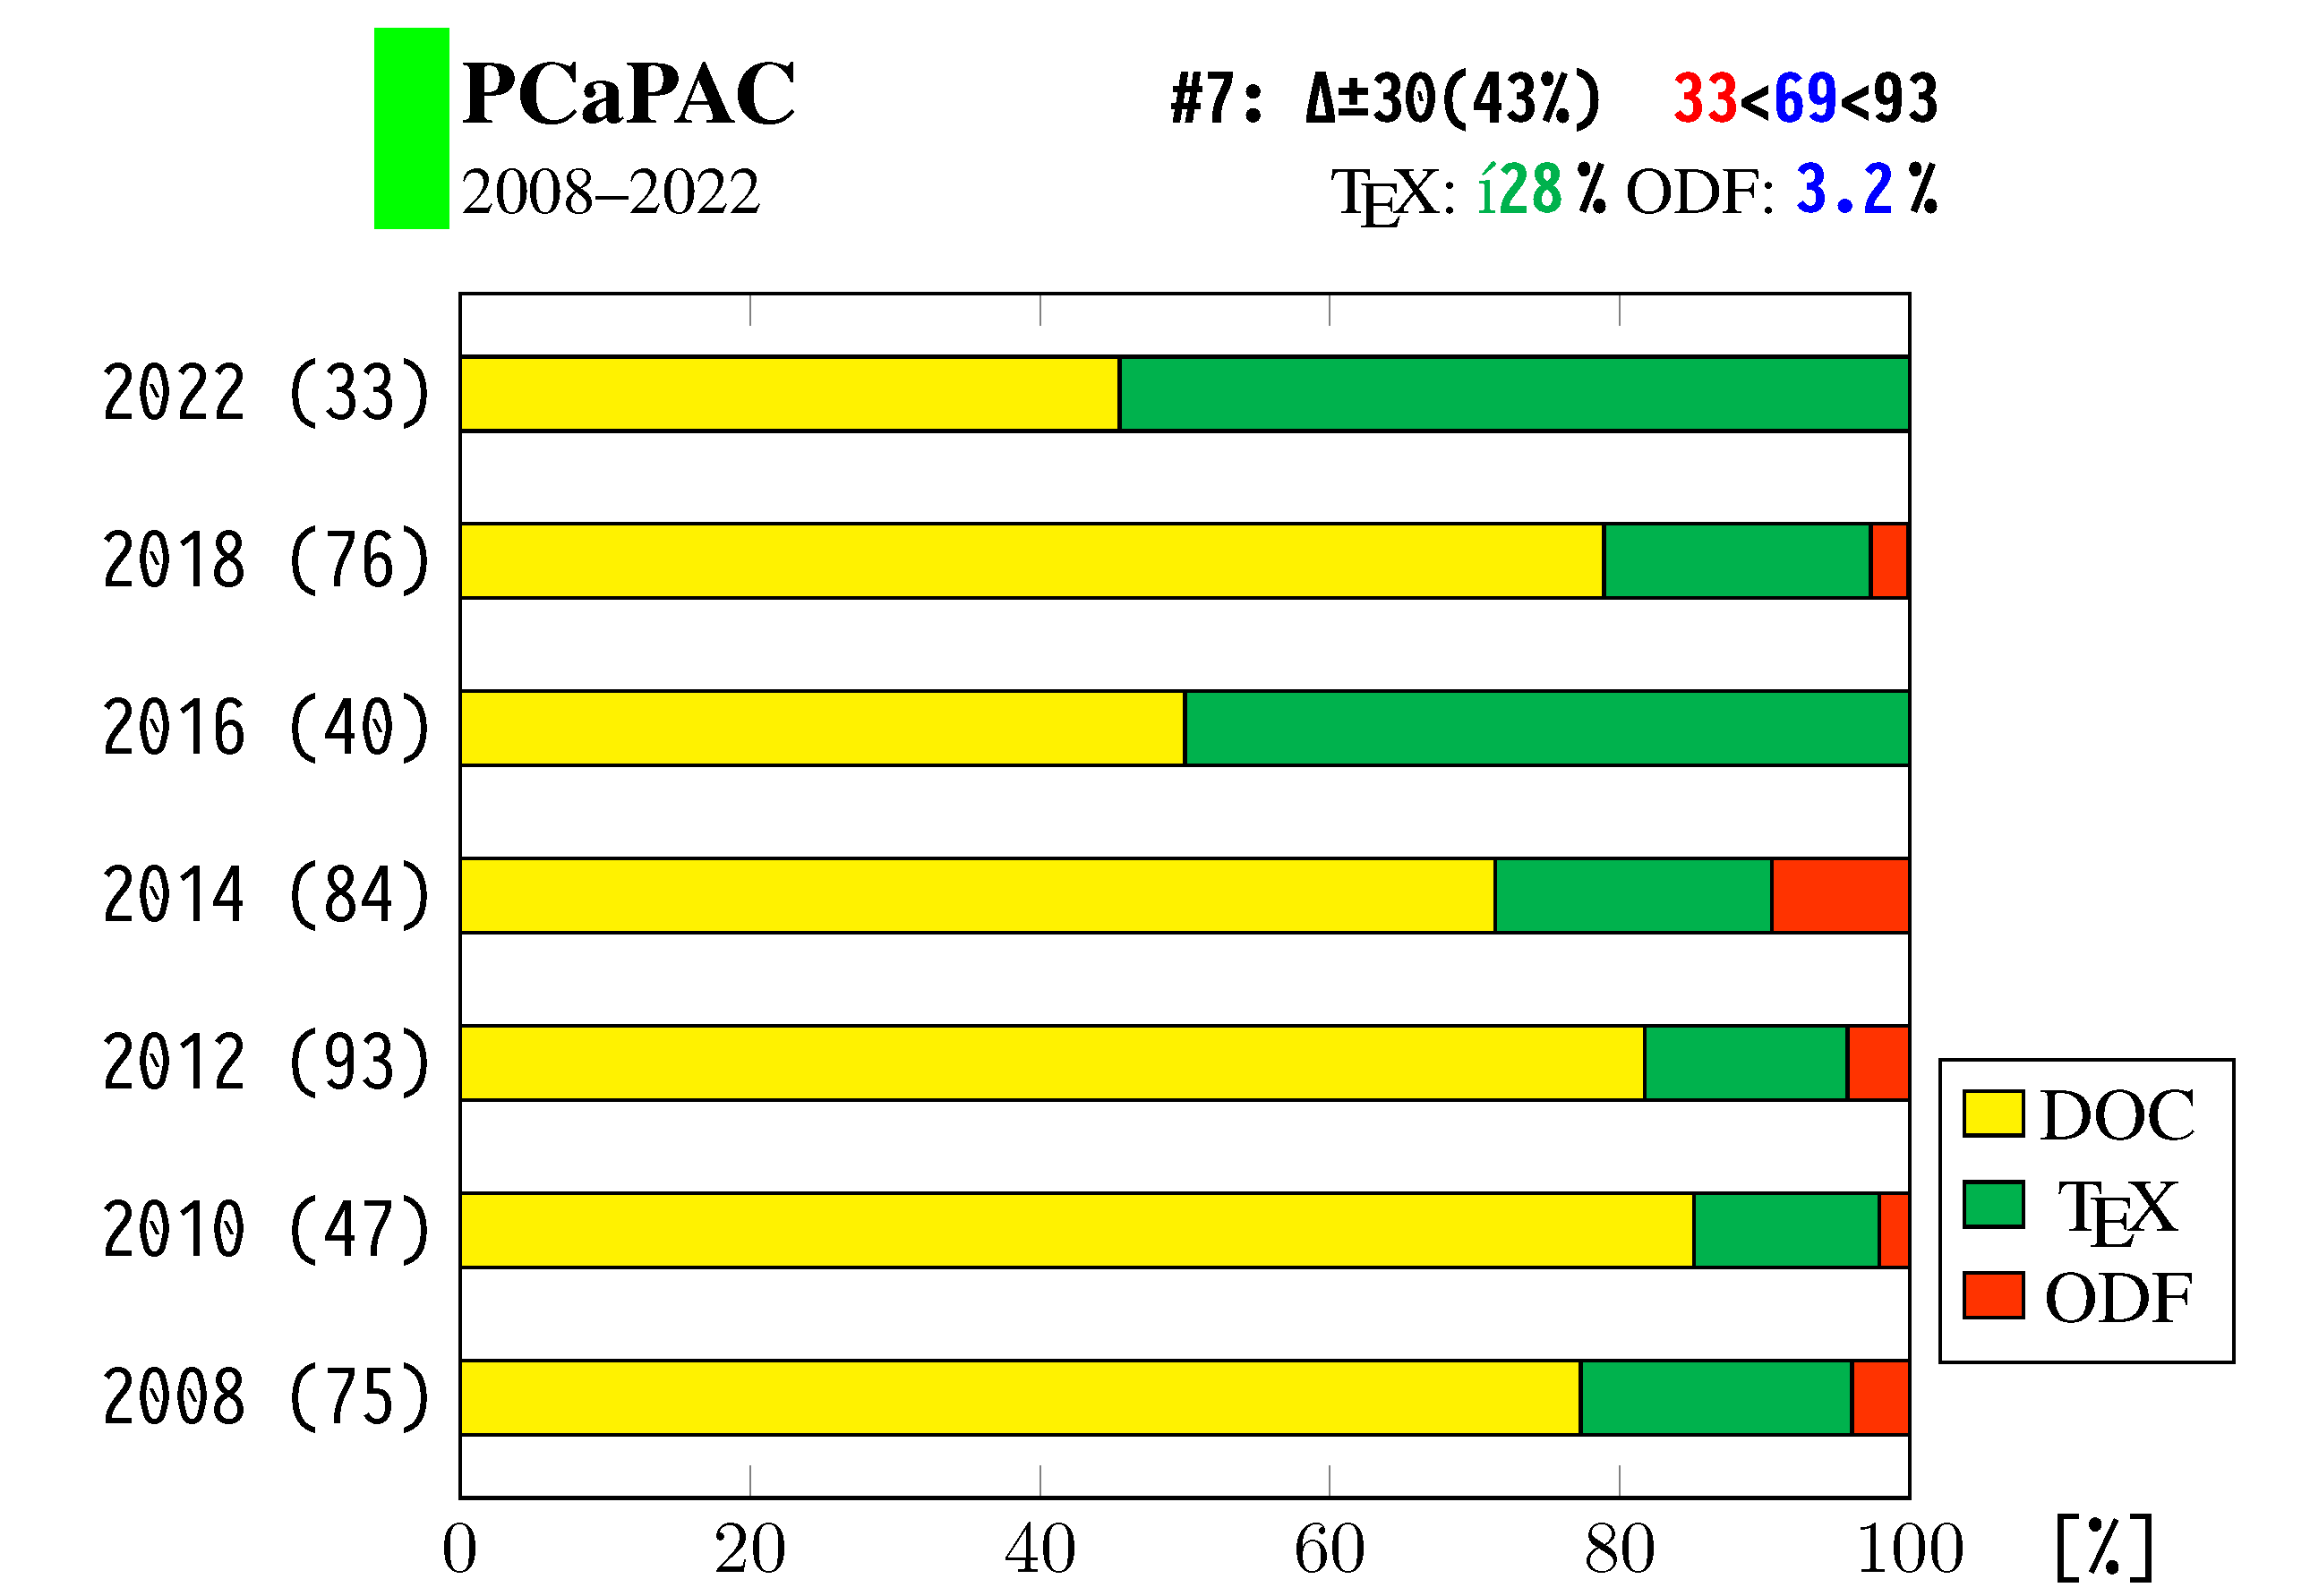 PCaPAC
2008–2022
#7: Δ±30(43%) 33<69<93
TEX: í28% ODF: 3.2%
2022 (33)
2018 (76)
2016 (40)
2014 (84)
2012 (93)
2010 (47)
2008 (75)
DOC
TEX
ODF
0 20 40 60 80 100 [%]